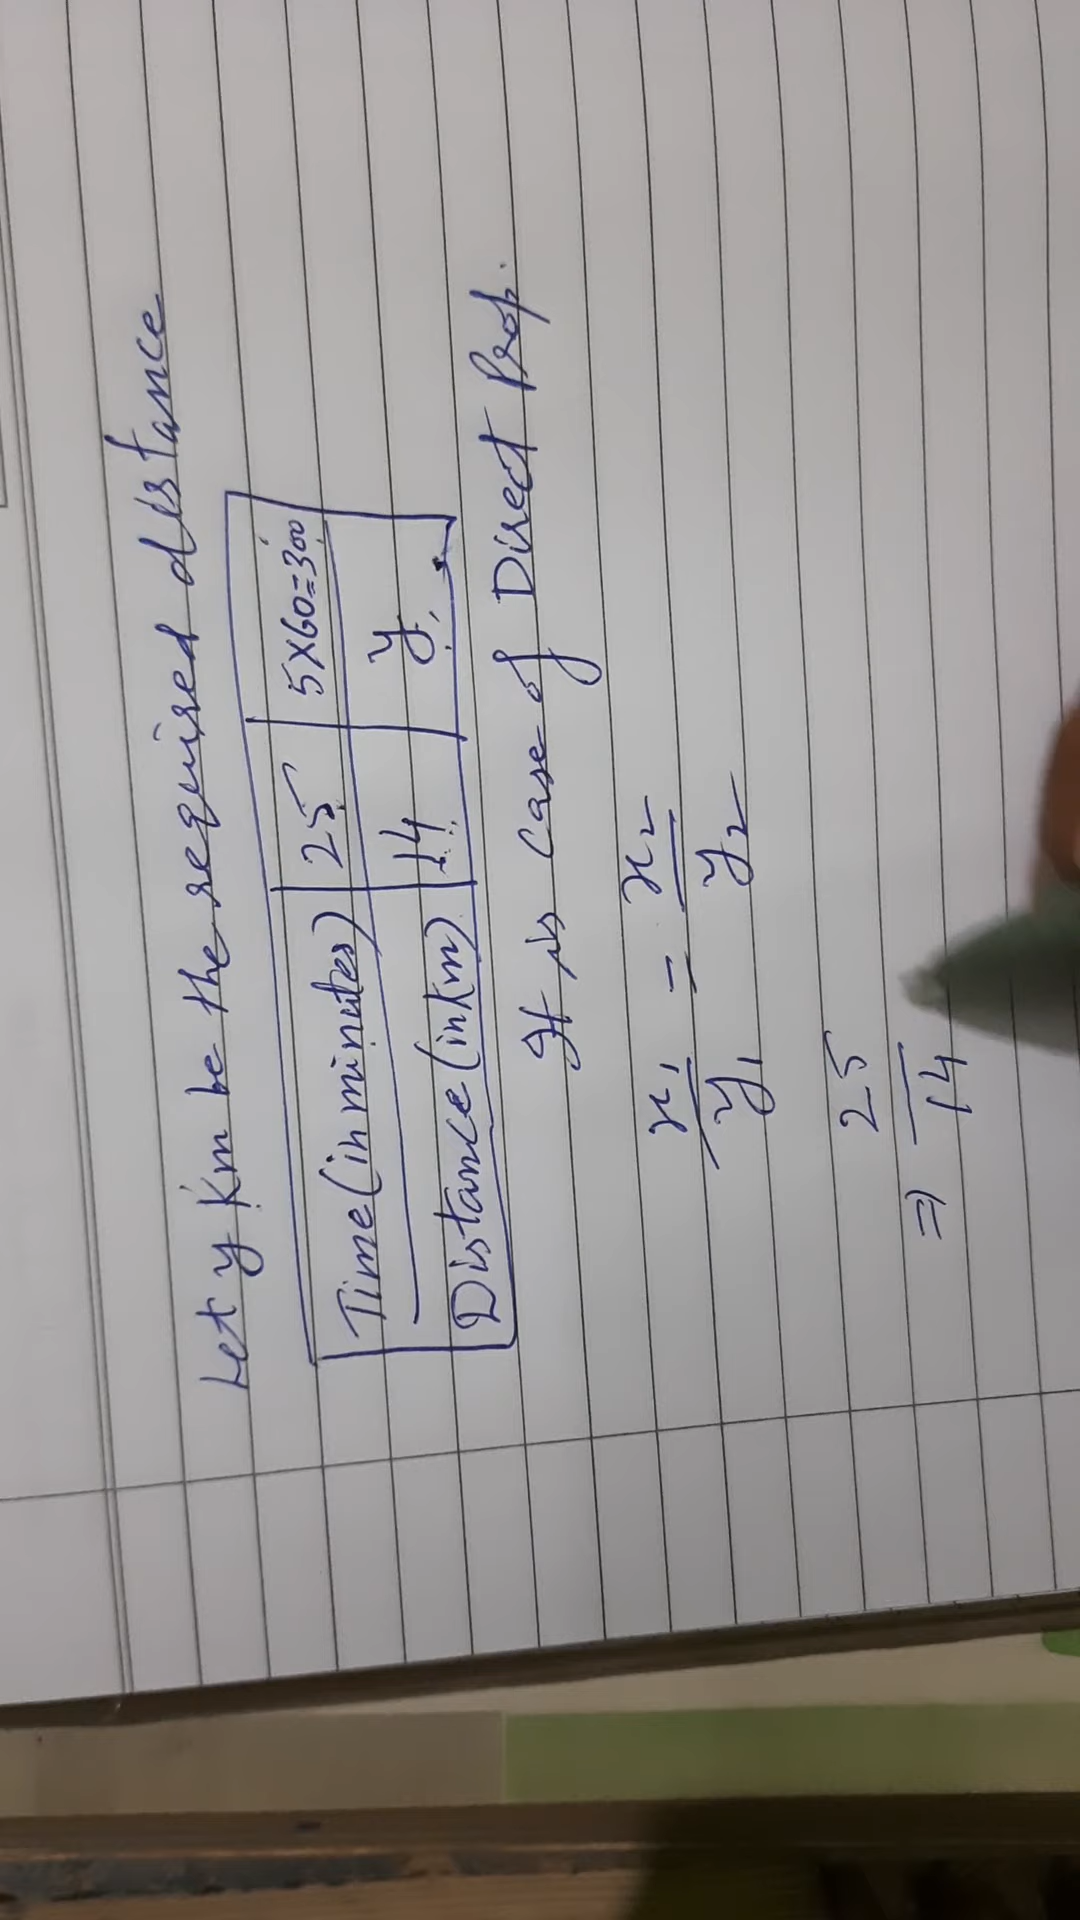 Let y Km be the required distance
Time (in minutes) 25 5×60=300
Distance (in km) 14 y
It is case of Direct Prop.
x₁/y₁ = x₂/y₂
⇒ 25/14